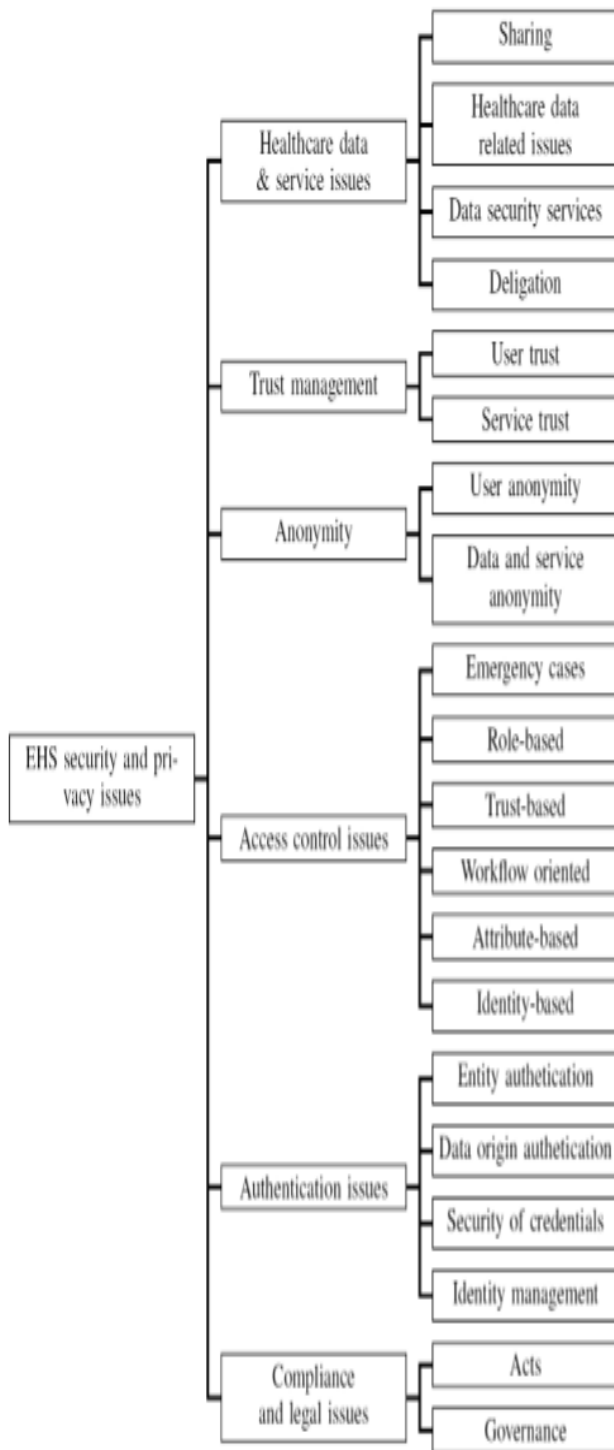 EHS security and pri-
vacy issues
Healthcare data
& service issues
Sharing
Healthcare data
related issues
Data security services
Deligation
Trust management
User trust
Service trust
Anonymity
User anonymity
Data and service
anonymity
Access control issues
Emergency cases
Role-based
Trust-based
Workflow oriented
Attribute-based
Identity-based
Authentication issues
Entity authetication
Data origin authetication
Security of credentials
Identity management
Compliance
and legal issues
Acts
Governance